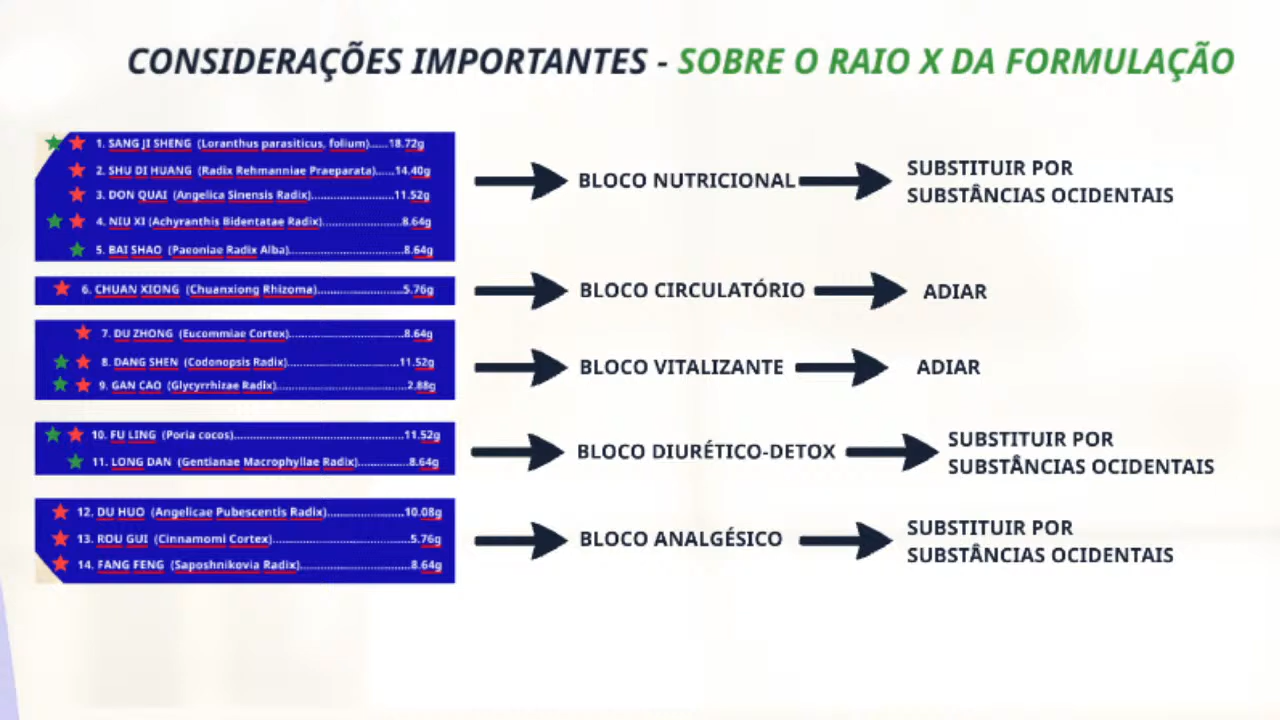 CONSIDERAÇÕES IMPORTANTES - SOBRE O RAIO X DA FORMULAÇÃO
1. SANG JI SHENG (Loranthus parasiticus, folium)......18.72g
2. SHU DI HUANG (Radix Rehmanniae Praeparata)......14.40g
3. DON QUAI (Angelica Sinensis Radix)..............................11.52g
4. NIU XI (Achyranthis Bidentatae Radix)........................8.64g
5. BAI SHAO (Paeoniae Radix Alba)...................................8.64g
BLOCO NUTRICIONAL
SUBSTITUIR POR
SUBSTÂNCIAS OCIDENTAIS
6. CHUAN XIONG (Chuanxiong Rhizoma)..........................5.76g
BLOCO CIRCULATÓRIO
ADIAR
7. DU ZHONG (Eucommiae Cortex)...................................8.64g
8. DANG SHEN (Codonopsis Radix)..................................11.52g
9. GAN CAO (Glycyrrhizae Radix).......................................2.88g
BLOCO VITALIZANTE
ADIAR
10. FU LING (Poria cocos)....................................................11.52g
11. LONG DAN (Gentianae Macrophyllae Radix)...............8.64g
BLOCO DIURÉTICO-DETOX
SUBSTITUIR POR
SUBSTÂNCIAS OCIDENTAIS
12. DU HUO (Angelicae Pubescentis Radix).......................10.08g
13. ROU GUI (Cinnamomi Cortex).......................................5.76g
14. FANG FENG (Saposhnikovia Radix)................................8.64g
BLOCO ANALGÉSICO
SUBSTITUIR POR
SUBSTÂNCIAS OCIDENTAIS